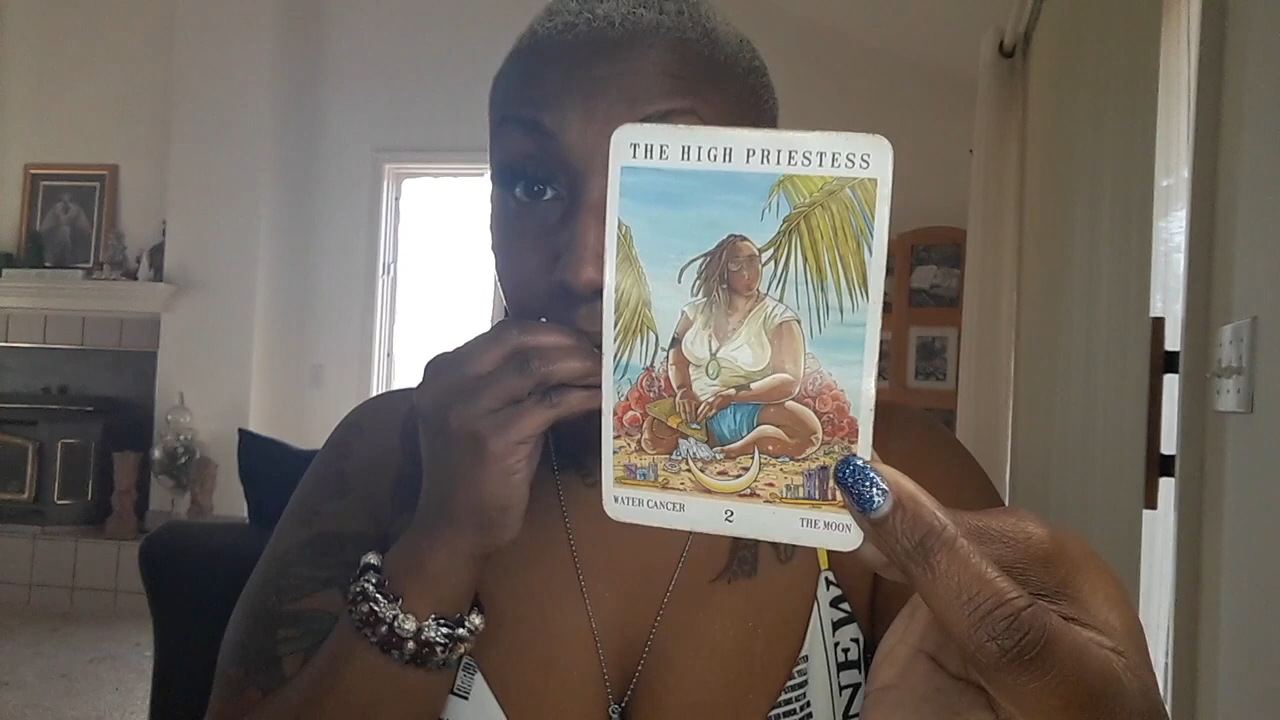 THE HIGH PRIESTESS
WATER CANCER
2
THE MOON
NEW